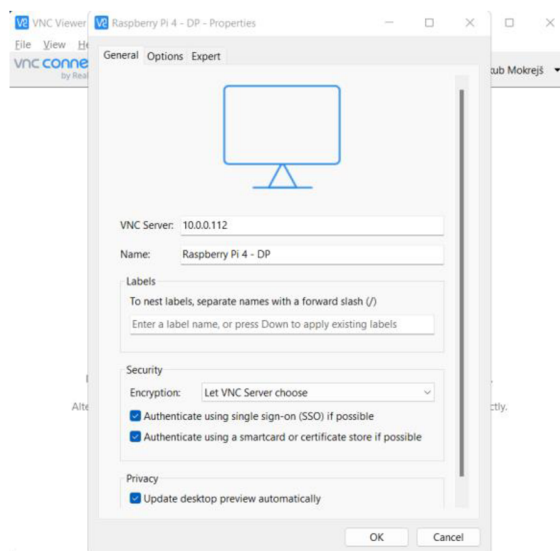 VNC Viewer
Raspberry Pi 4 - DP - Properties
File View He
vnc conne
by Real
kub Mokrejš
General Options Expert
VNC Server: 10.0.0.112
Name: Raspberry Pi 4 - DP
Labels
To nest labels, separate names with a forward slash (/)
Enter a label name, or press Down to apply existing labels
Security
Encryption: Let VNC Server choose
Alte
ctly.
Authenticate using single sign-on (SSO) if possible
Authenticate using a smartcard or certificate store if possible
Privacy
Update desktop preview automatically
OK Cancel